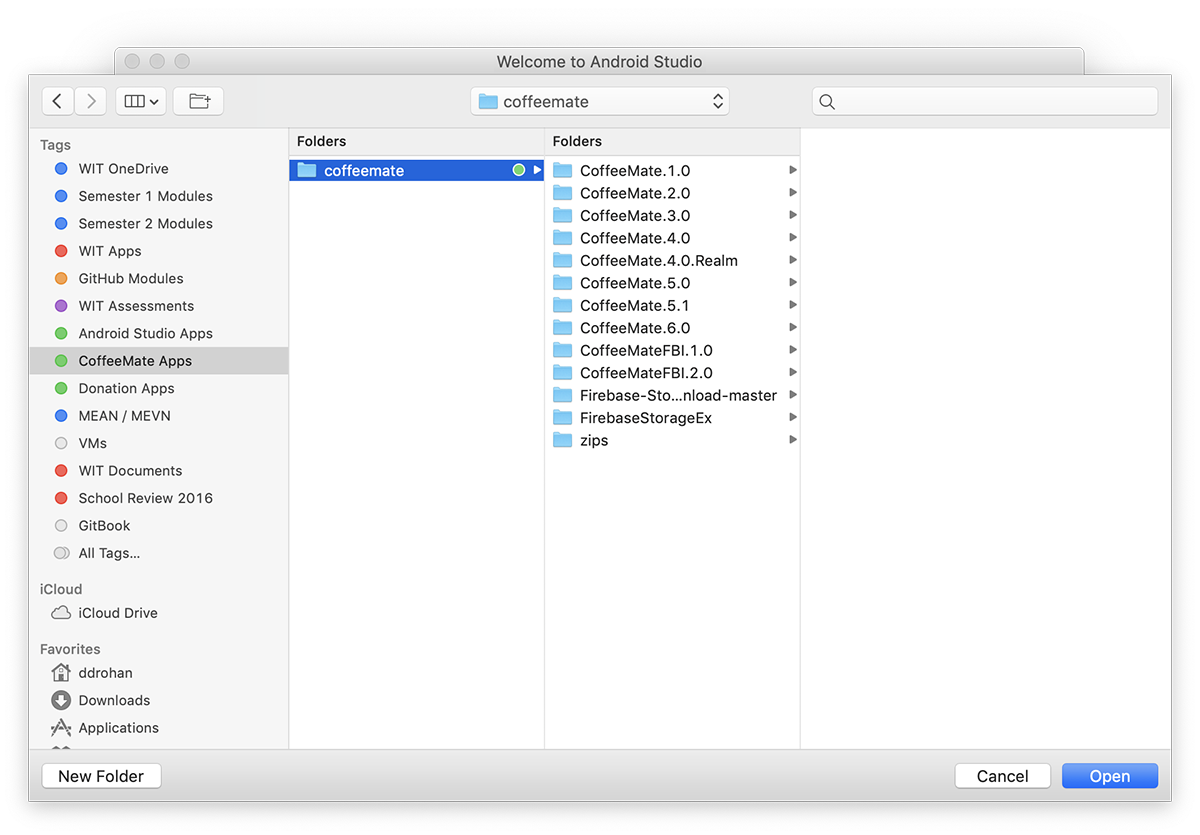 Welcome to Android Studio
coffeemate
Tags
WIT OneDrive
Semester 1 Modules
Semester 2 Modules
WIT Apps
GitHub Modules
WIT Assessments
Android Studio Apps
CoffeeMate Apps
Donation Apps
MEAN / MEVN
VMs
WIT Documents
School Review 2016
GitBook
All Tags...
iCloud
iCloud Drive
Favorites
ddrohan
Downloads
Applications
Folders
coffeemate
Folders
CoffeeMate.1.0
CoffeeMate.2.0
CoffeeMate.3.0
CoffeeMate.4.0
CoffeeMate.4.0.Realm
CoffeeMate.5.0
CoffeeMate.5.1
CoffeeMate.6.0
CoffeeMateFBI.1.0
CoffeeMateFBI.2.0
Firebase-Sto...nload-master
FirebaseStorageEx
zips
New Folder
Cancel
Open